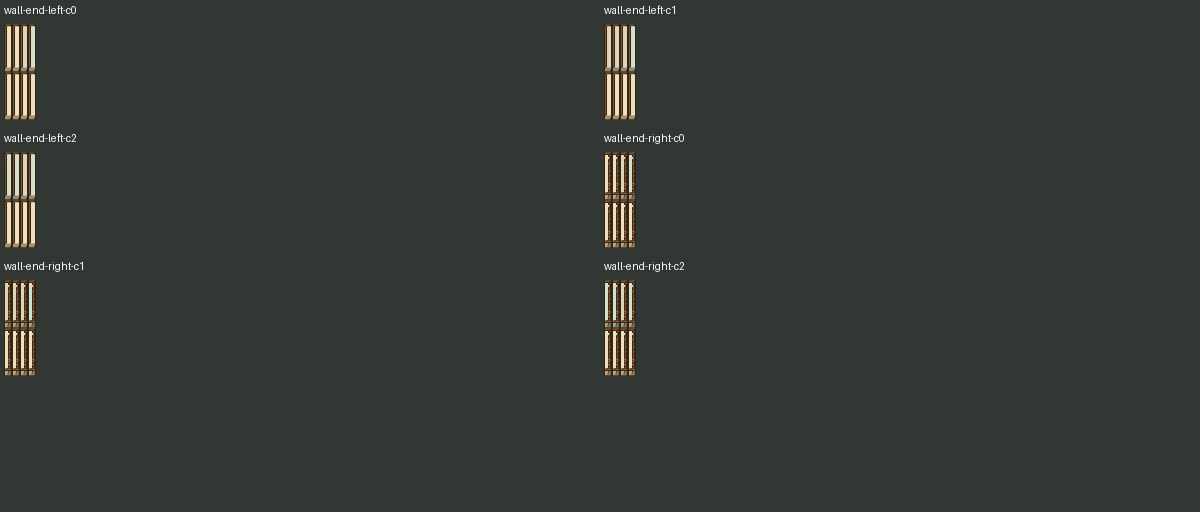 wall-end-left-c0
wall-end-left-c1
wall-end-left-c2
wall-end-right-c0
wall-end-right-c1
wall-end-right-c2